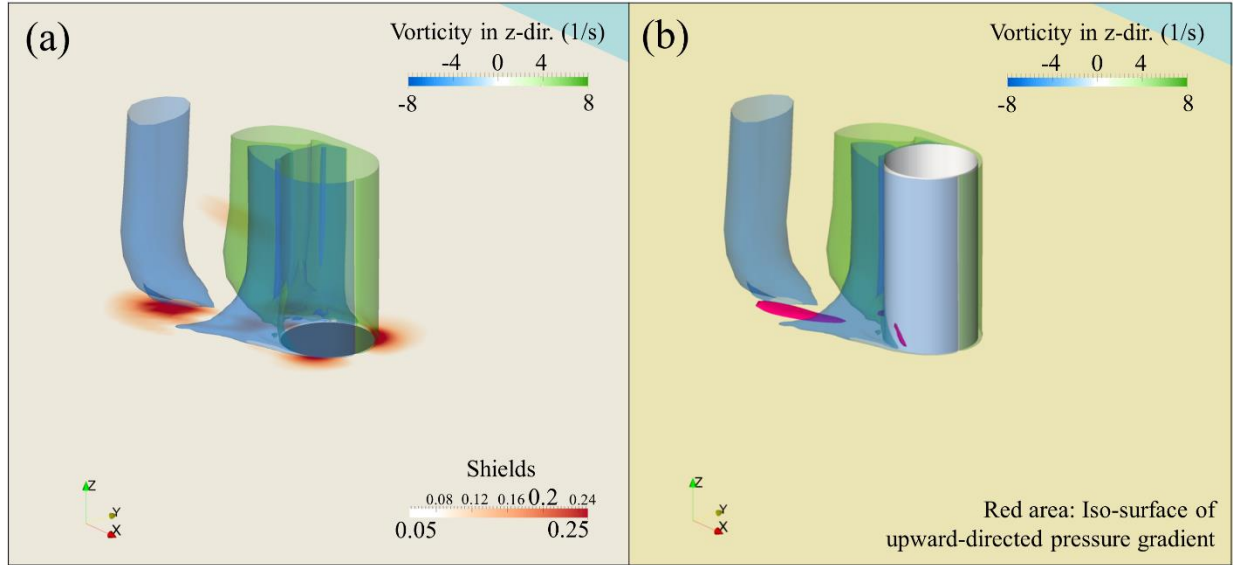 (a)
Vorticity in z-dir. (1/s)
-4 0 4
-8 8
Z
Y
X
Shields
0.08 0.12 0.16 0.2 0.24
0.05 0.25
(b)
Vorticity in z-dir. (1/s)
-4 0 4
-8 8
Z
Y
X
Red area: Iso-surface of
upward-directed pressure gradient